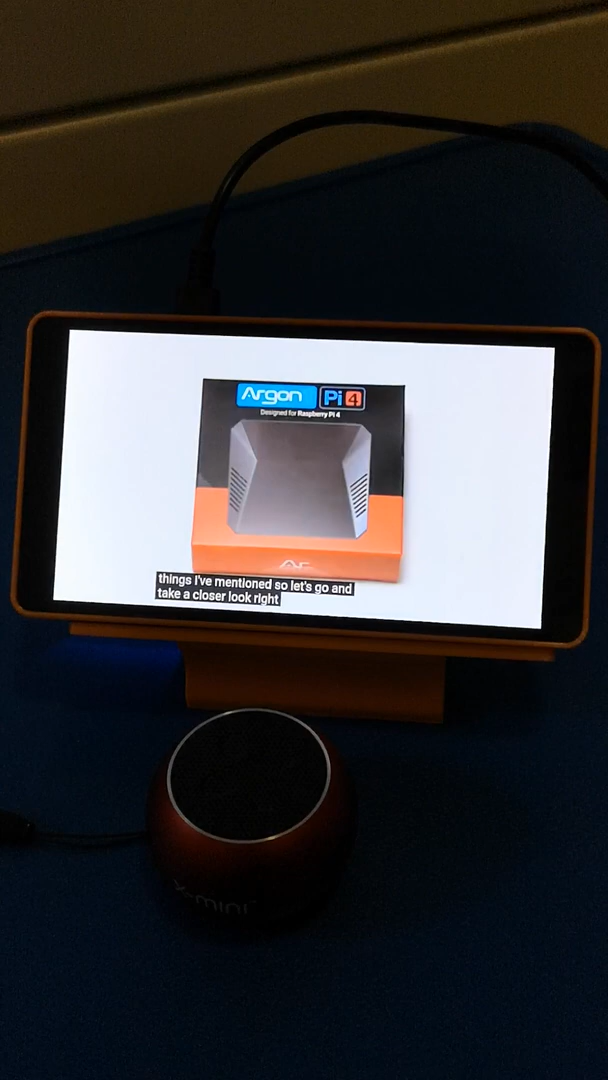 Argon Pi 4
Designed for Raspberry Pi 4
things I've mentioned so let's go and
take a closer look right